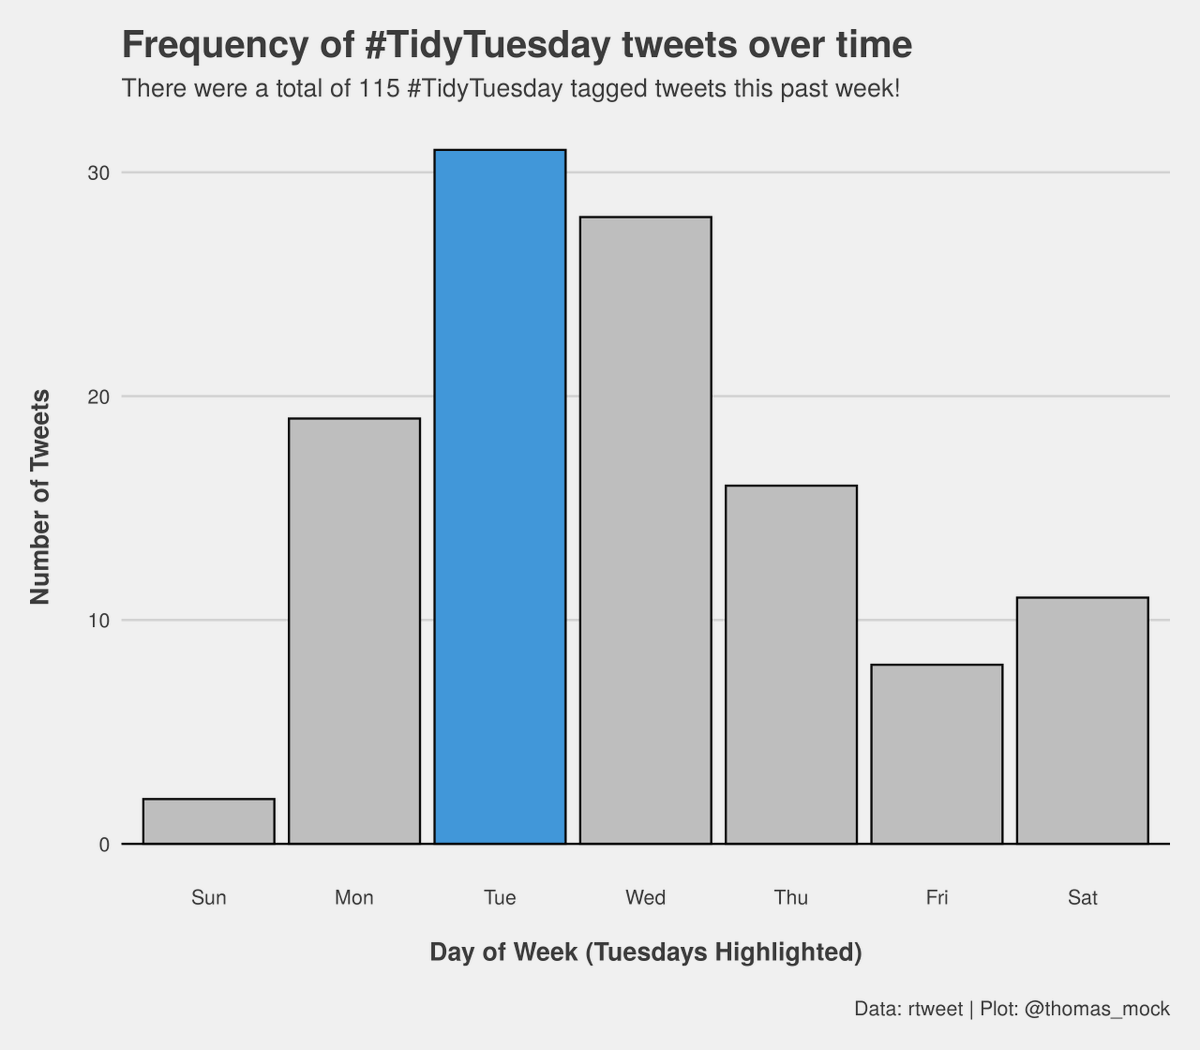 Frequency of #TidyTuesday tweets over time
There were a total of 115 #TidyTuesday tagged tweets this past week!
30
20
10
0
Number of Tweets
Sun Mon Tue Wed Thu Fri Sat
Day of Week (Tuesdays Highlighted)
Data: rtweet | Plot: @thomas_mock